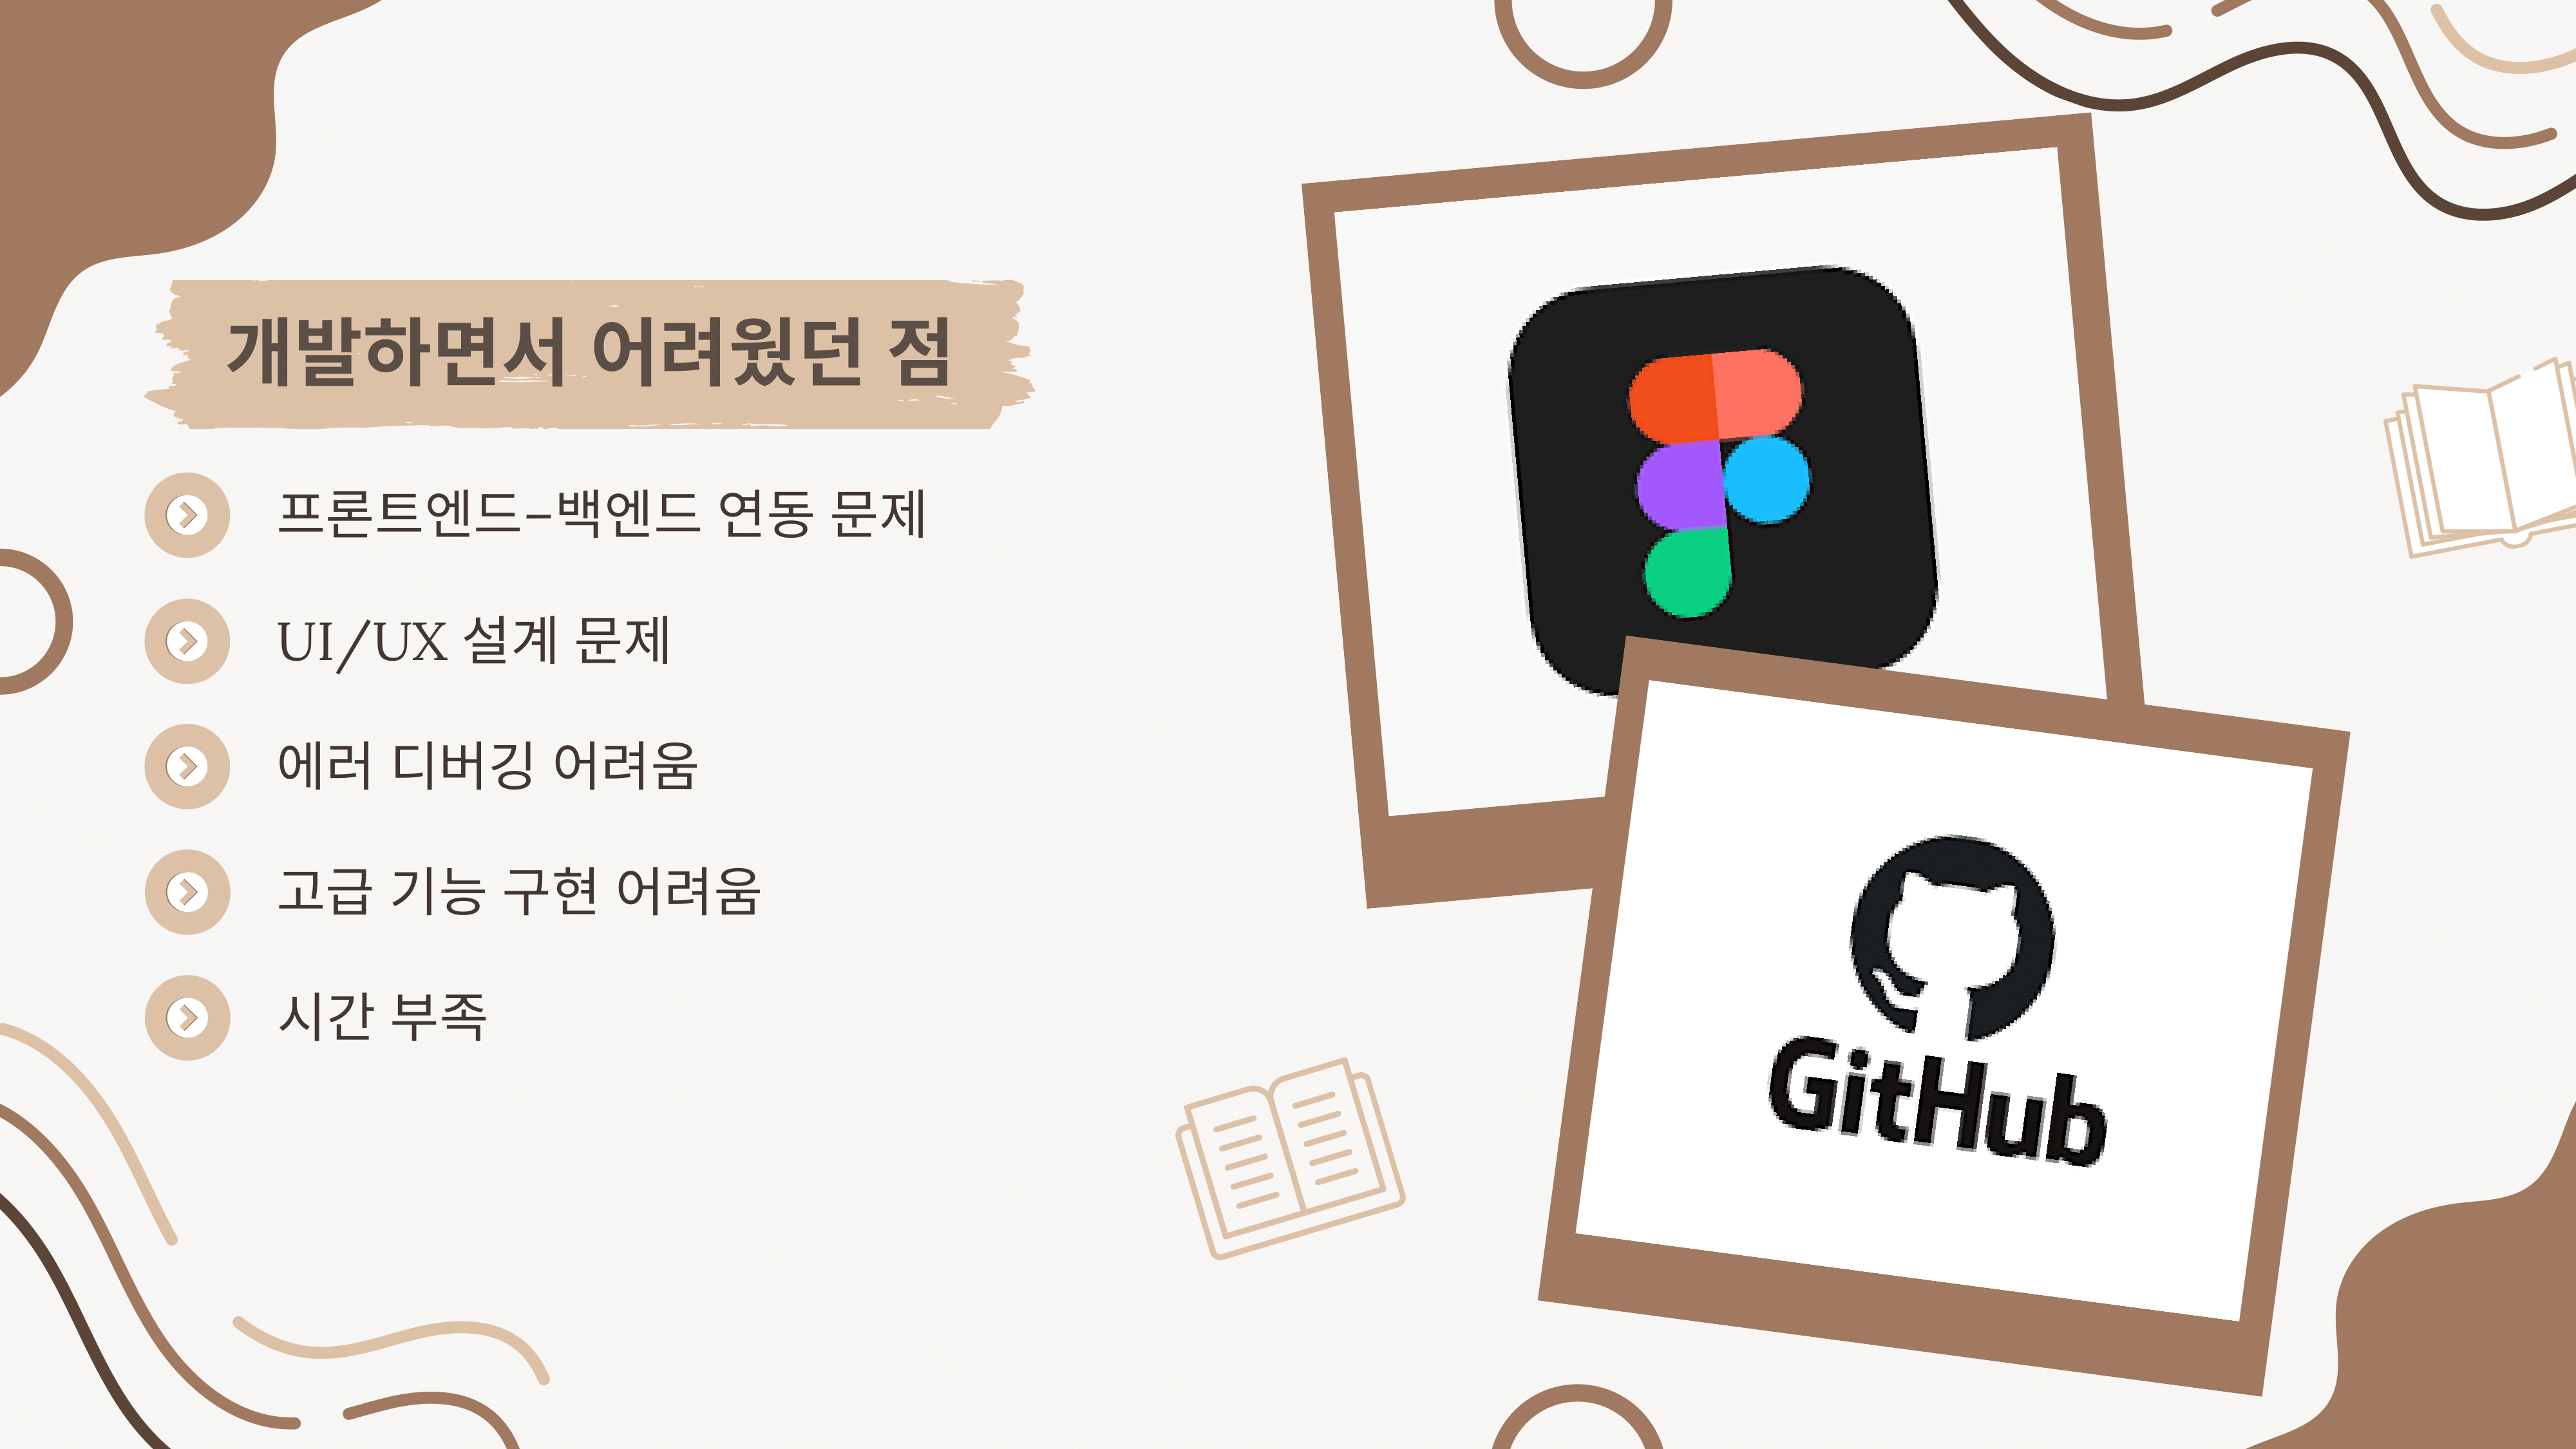 개발하면서 어려웠던 점
프론트엔드-백엔드 연동 문제
UI/UX 설계 문제
에러 디버깅 어려움
고급 기능 구현 어려움
시간 부족
GitHub